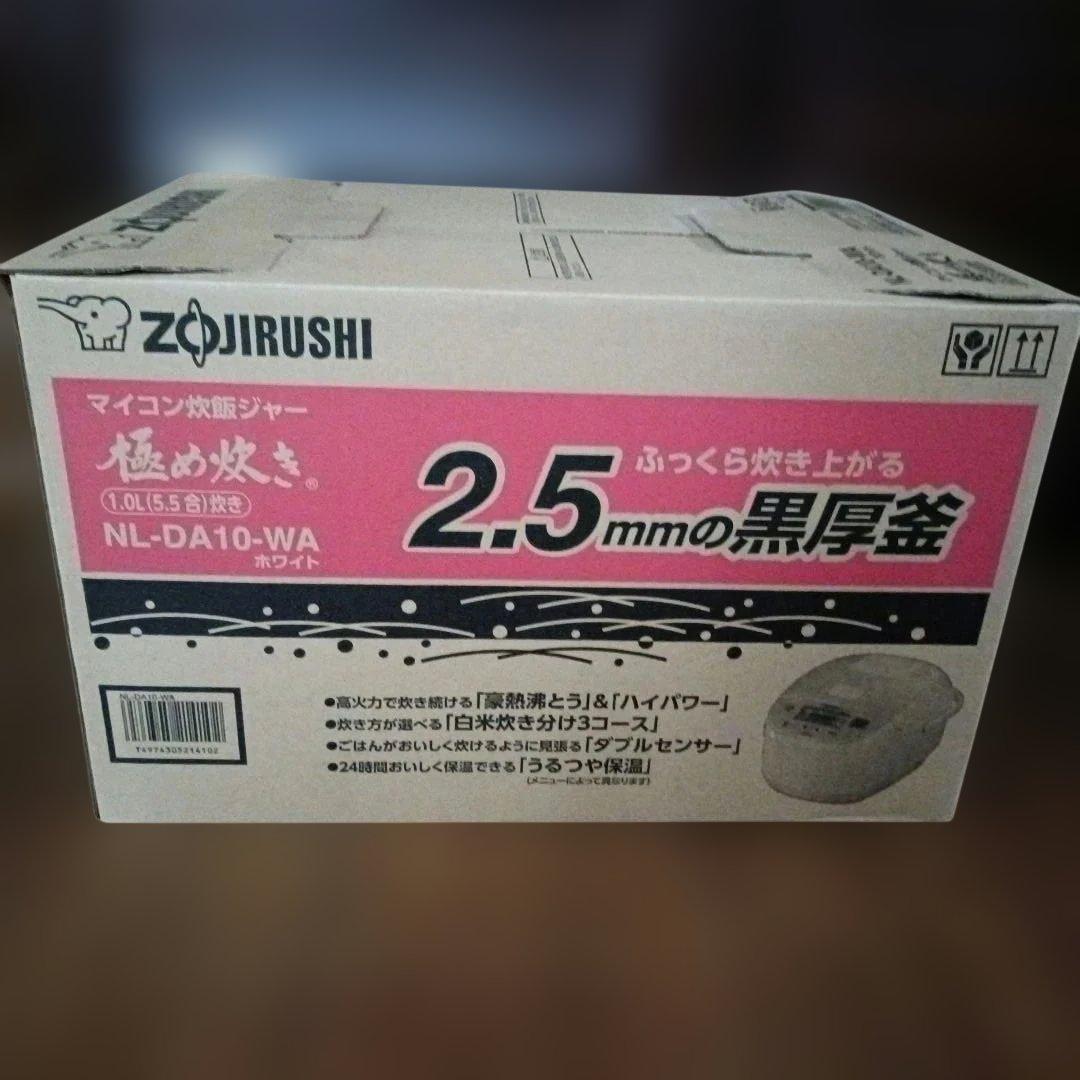 ZOJIRUSHI
ZOJIRUSHI
マイコン炊飯ジャー
極め炊き®
1.0L(5.5合)炊き
NL-DA10-WA
ホワイト
ふっくら炊き上がる
2.5mmの黒厚釜
NL-DA10-WA
●高火力で炊き続ける「豪熱沸とう」&「ハイパワー」
●炊き方が選べる「白米炊き分け3コース」
●ごはんがおいしく炊けるように見張る「ダブルセンサー」
●24時間おいしく保温できる「うるつや保温」
(メニューによって異なります)